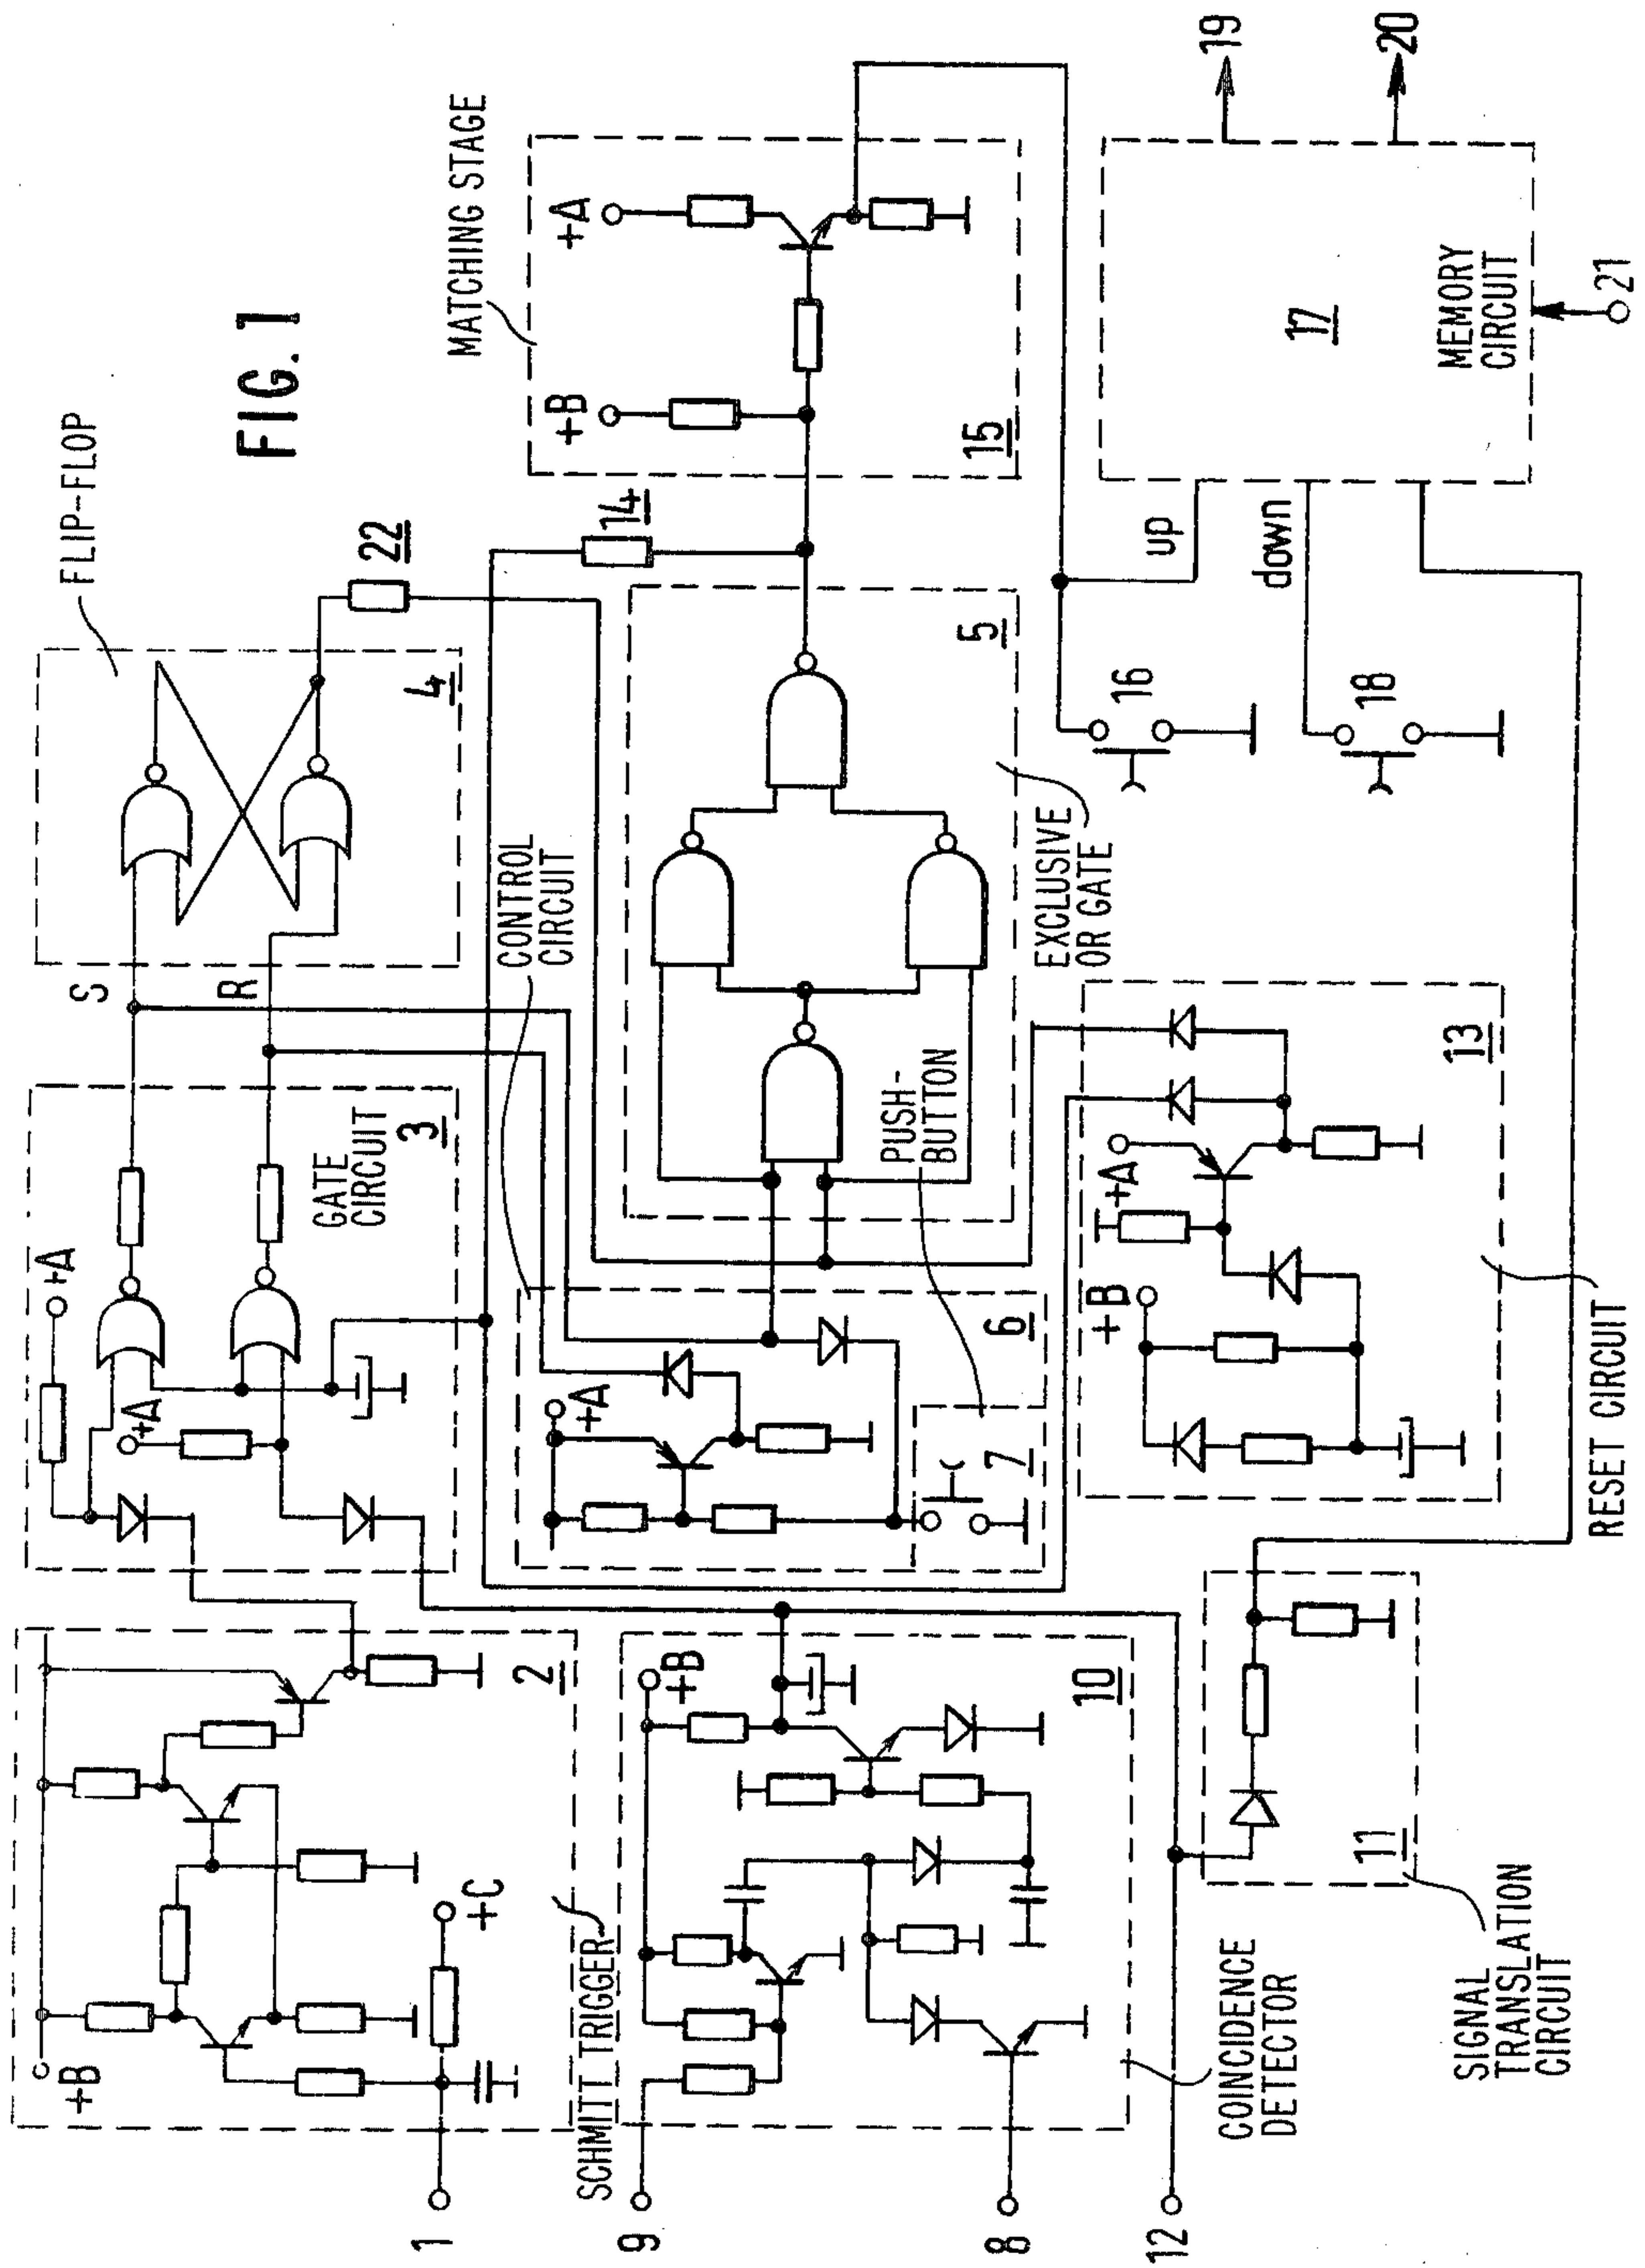 FIG. 1
FLIP-FLOP
4
22
S
R
GATE
CIRCUIT
3
+A
+A
2
+B
+C
1
SCHMIT TRIGGER
CONTROL
CIRCUIT
+A
6
7
PUSH-
BUTTON
5
EXCLUSIVE
OR GATE
14
MATCHING STAGE
+A
+B
15
+B
10
9
8
12
COINCIDENCE
DETECTOR
11
SIGNAL
TRANSLATION
CIRCUIT
+A
+B
13
RESET CIRCUIT
16
18
up
down
17
MEMORY
CIRCUIT
19
20
21